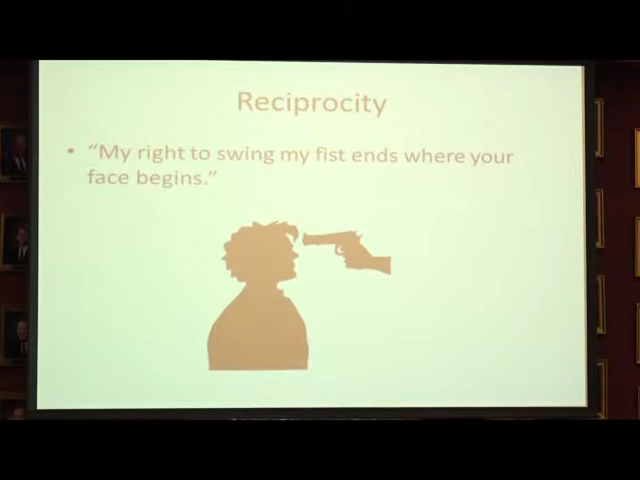 Reciprocity
• “My right to swing my fist ends where your
face begins.”